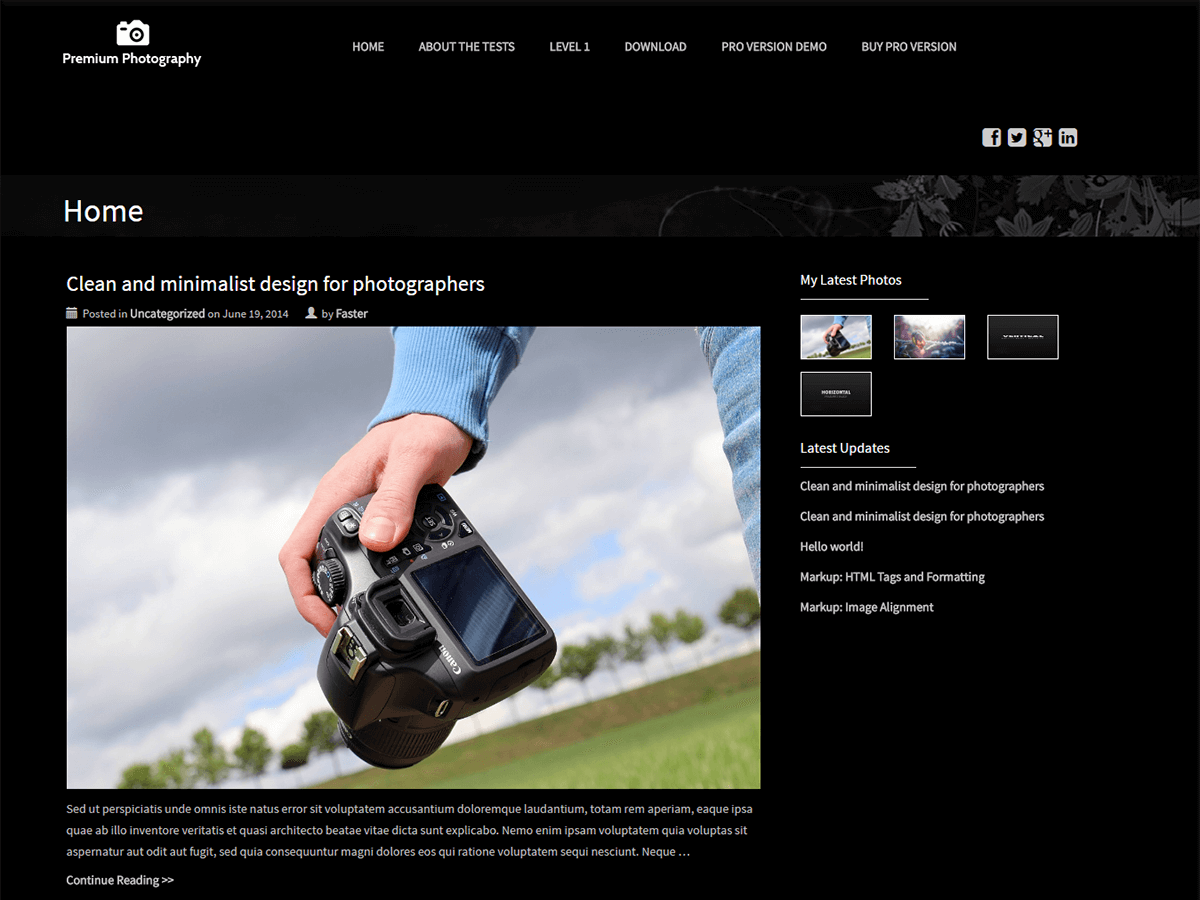 Premium Photography
HOME ABOUT THE TESTS LEVEL 1 DOWNLOAD PRO VERSION DEMO BUY PRO VERSION
Home
Clean and minimalist design for photographers
Posted in Uncategorized on June 19, 2014 by Faster
Canon
Sed ut perspiciatis unde omnis iste natus error sit voluptatem accusantium doloremque laudantium, totam rem aperiam, eaque ipsa
quae ab illo inventore veritatis et quasi architecto beatae vitae dicta sunt explicabo. Nemo enim ipsam voluptatem quia voluptas sit
aspernatur aut odit aut fugit, sed quia consequuntur magni dolores eos qui ratione voluptatem sequi nesciunt. Neque …
Continue Reading >>
My Latest Photos
VERTICAL
HORIZONTAL
Latest Updates
Clean and minimalist design for photographers
Clean and minimalist design for photographers
Hello world!
Markup: HTML Tags and Formatting
Markup: Image Alignment